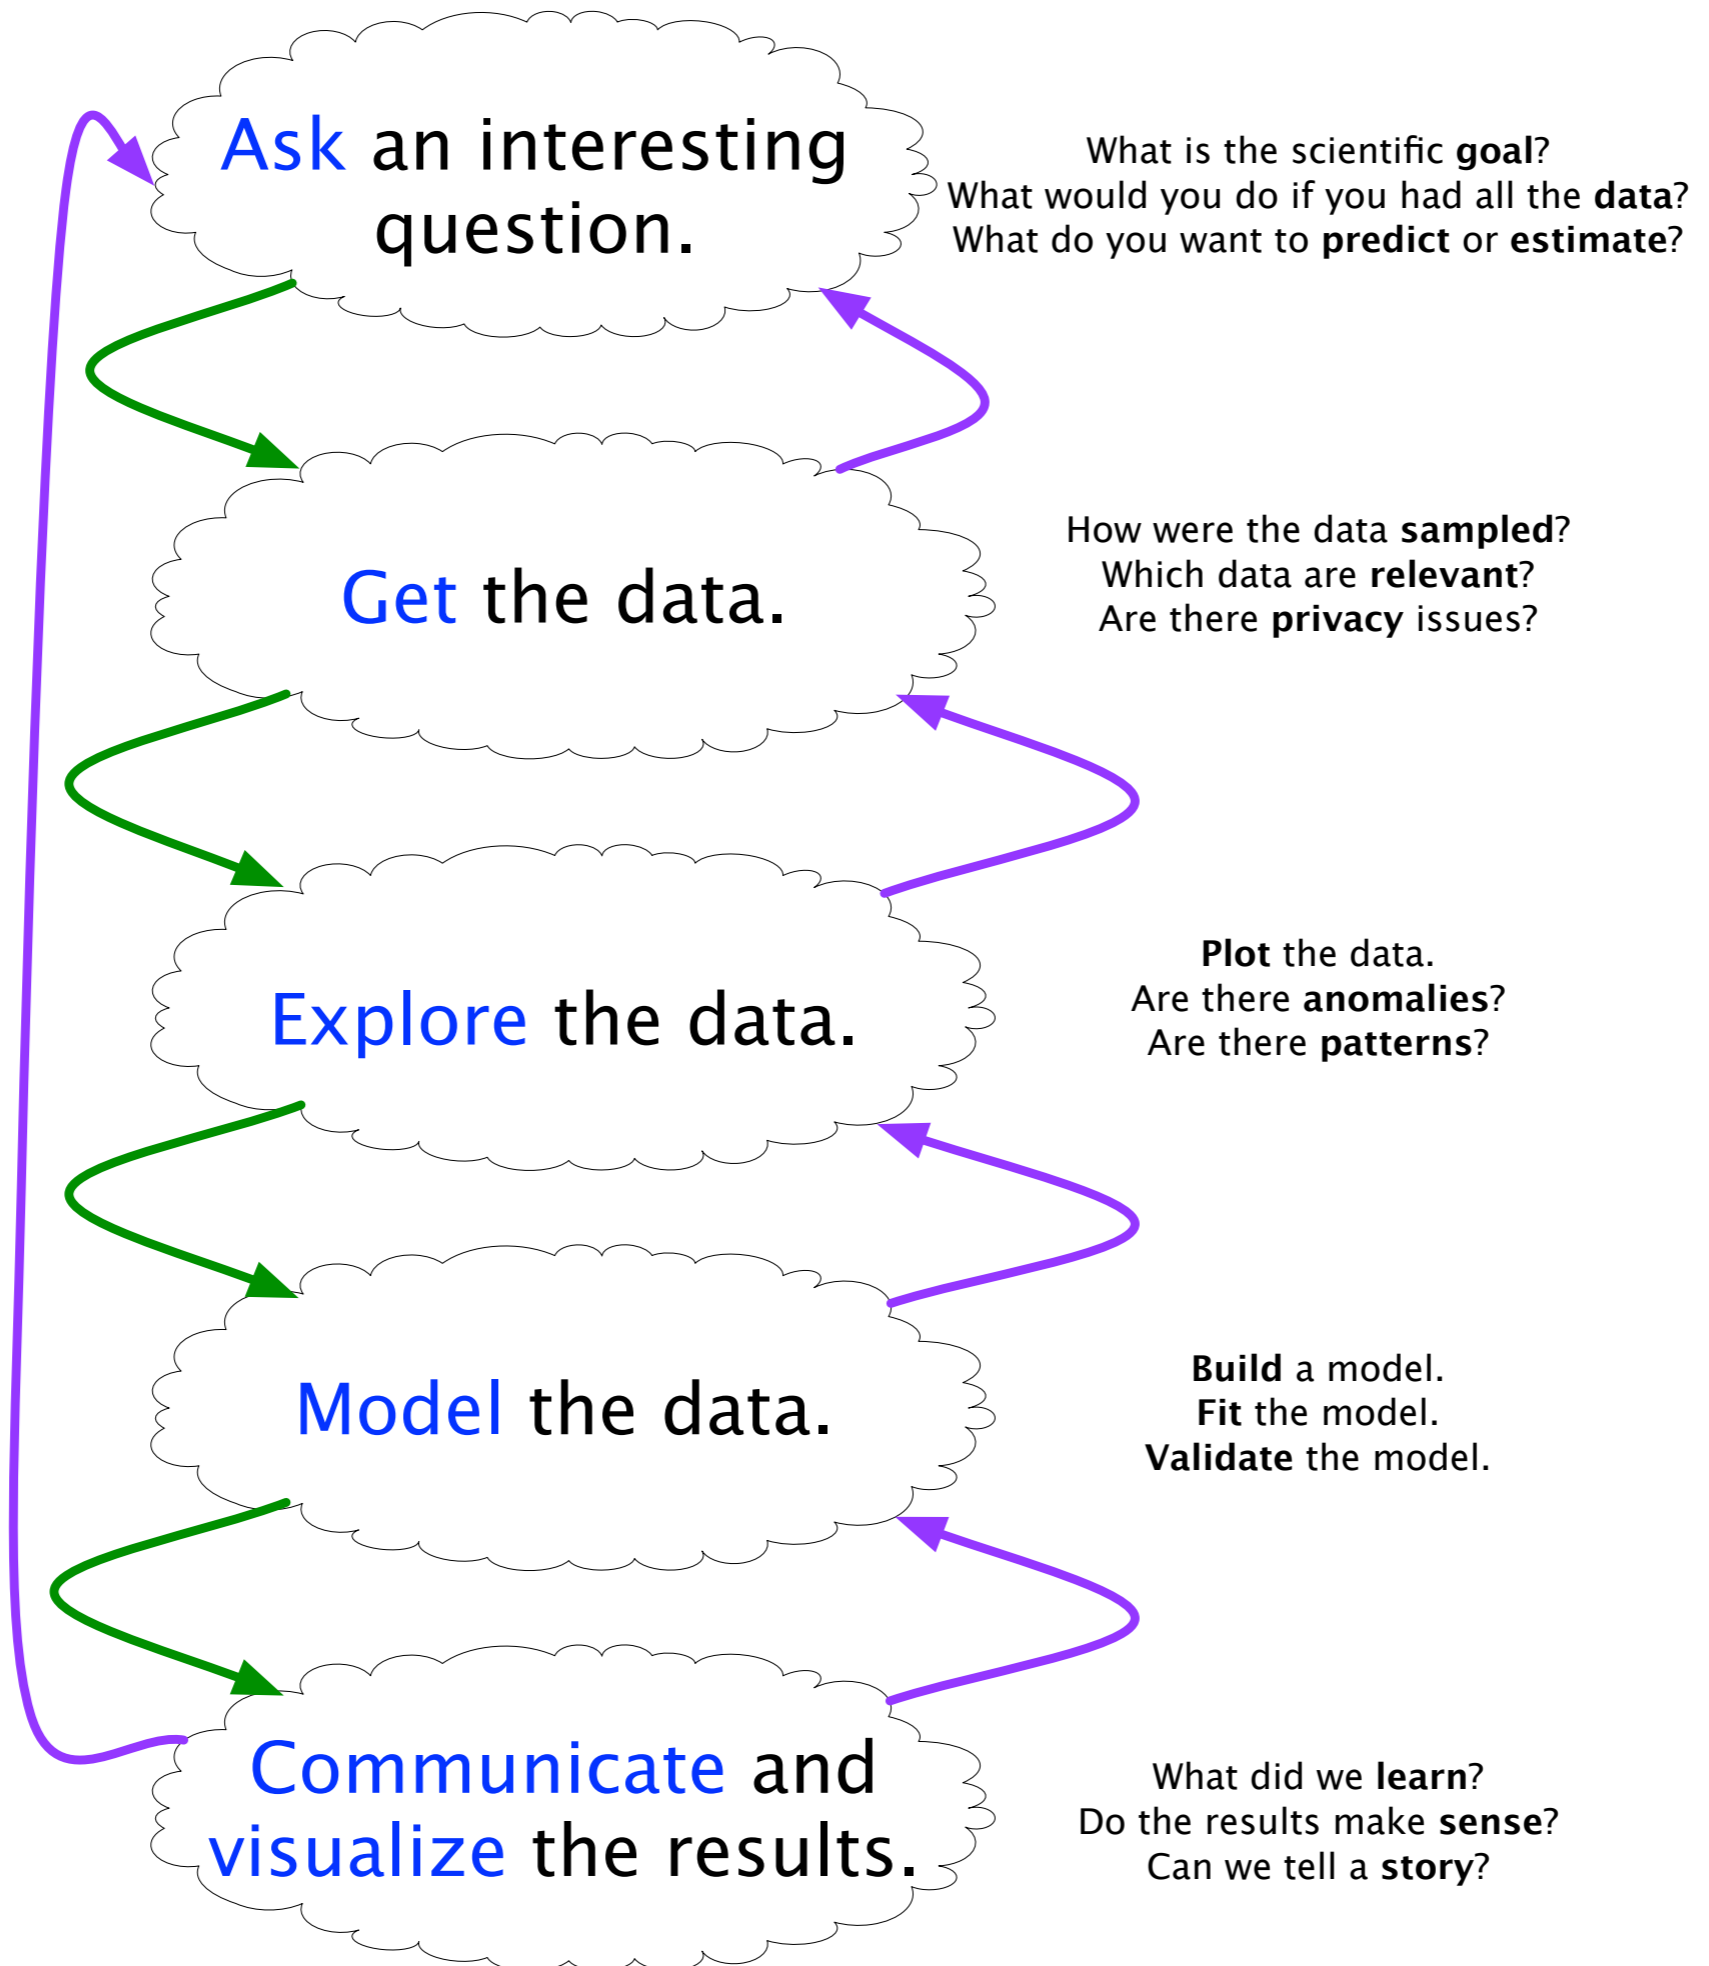 Ask an interesting
question.
What is the scientific goal?
What would you do if you had all the data?
What do you want to predict or estimate?
Get the data.
How were the data sampled?
Which data are relevant?
Are there privacy issues?
Explore the data.
Plot the data.
Are there anomalies?
Are there patterns?
Model the data.
Build a model.
Fit the model.
Validate the model.
Communicate and
visualize the results.
What did we learn?
Do the results make sense?
Can we tell a story?